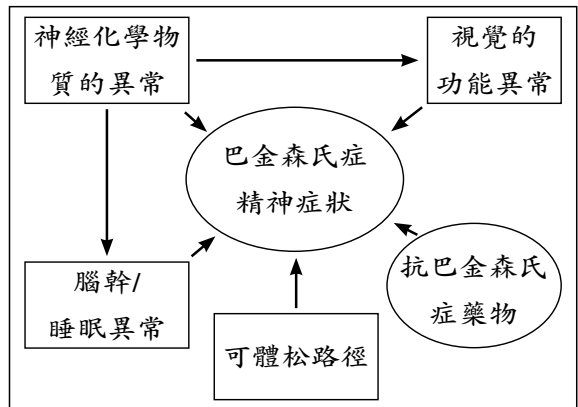 神經化學物
質的異常
視覺的
功能異常
巴金森氏症
精神症狀
腦幹/
睡眠異常
抗巴金森氏
症藥物
可體松路徑